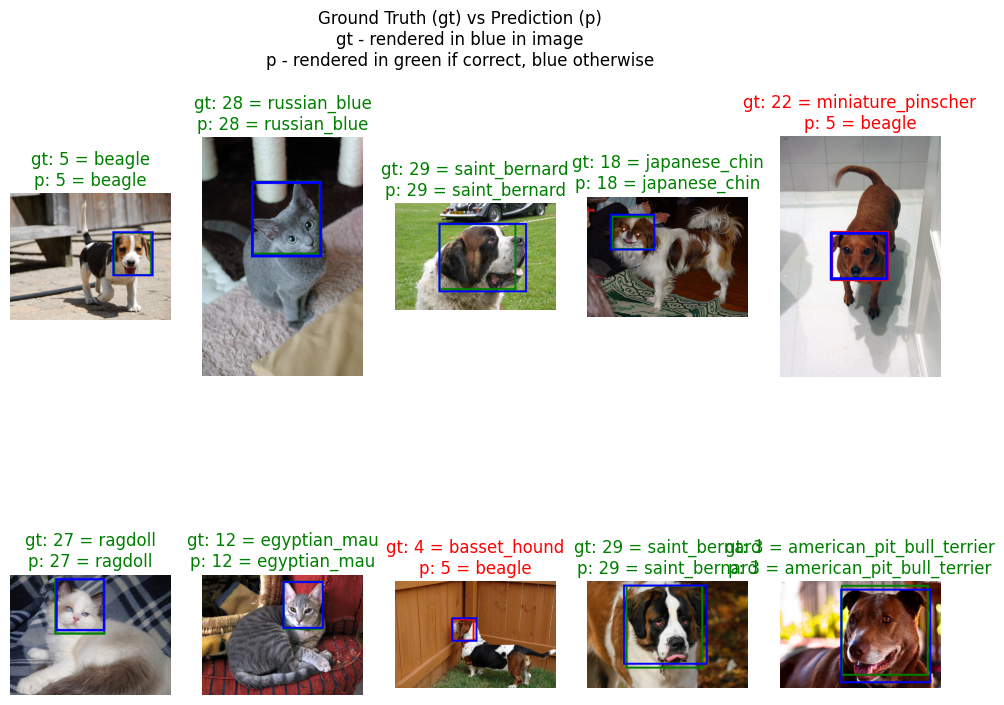 Ground Truth (gt) vs Prediction (p)
gt - rendered in blue in image
p - rendered in green if correct, blue otherwise
gt: 5 = beagle
p: 5 = beagle
gt: 28 = russian_blue
p: 28 = russian_blue
gt: 29 = saint_bernard
p: 29 = saint_bernard
gt: 18 = japanese_chin
p: 18 = japanese_chin
gt: 22 = miniature_pinscher
p: 5 = beagle
gt: 27 = ragdoll
p: 27 = ragdoll
gt: 12 = egyptian_mau
p: 12 = egyptian_mau
gt: 4 = basset_hound
p: 5 = beagle
gt: 29 = saint_bernard
p: 29 = saint_bernard
gt: 3 = american_pit_bull_terrier
p: 3 = american_pit_bull_terrier